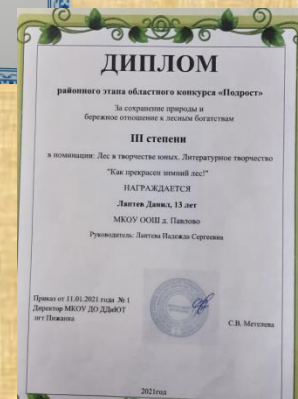 ДИПЛОМ
районного этапа областного конкурса «Подрост»
За сохранение природы и
бережное отношение к лесным богатствам
III степени
в номинации: Лес в творчестве юных. Литературное творчество
"Как прекрасен зимний лес!"
НАГРАЖДАЕТСЯ
Лаптев Данил, 13 лет
МКОУ ООШ д. Павлово
Руководитель: Лаптева Надежда Сергеевна
Приказ от 11.01.2021 года № 1
Директор МКОУ ДО ДДиЮТ
пгт Пижанка
С.В. Метелева
2021год